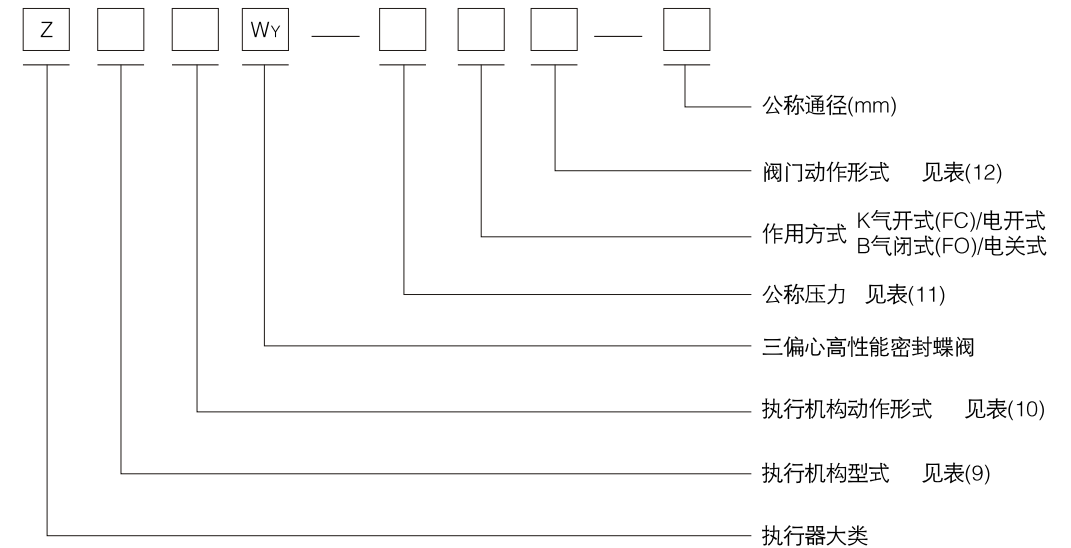 Z WY
公称通径(mm)
阀门动作形式 见表(12)
作用方式 K气开式(FC)/电开式
B气闭式(FO)/电关式
公称压力 见表(11)
三偏心高性能密封蝶阀
执行机构动作形式 见表(10)
执行机构型式 见表(9)
执行器大类